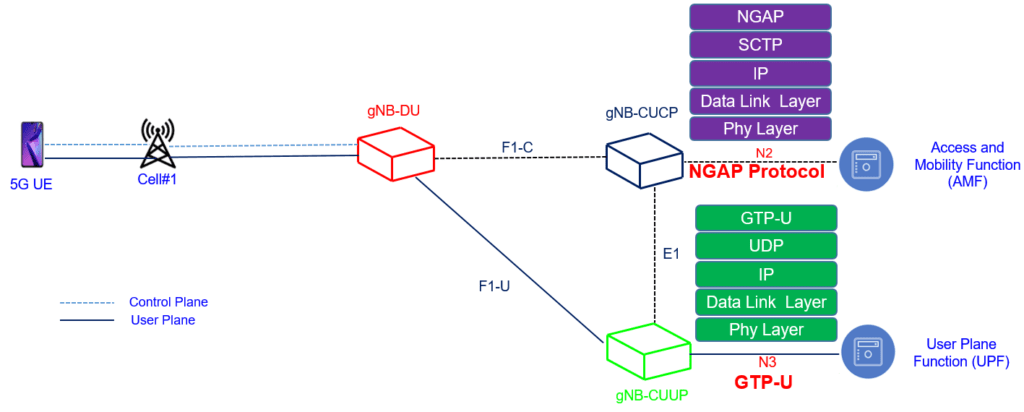 NGAP
SCTP
IP
Data Link Layer
Phy Layer
gNB-DU
gNB-CUCP
F1-C
N2
NGAP Protocol
Access and
Mobility Function
(AMF)
5G UE
Cell#1
GTP-U
UDP
IP
Data Link Layer
Phy Layer
E1
F1-U
Control Plane
User Plane
N3
GTP-U
User Plane
Function (UPF)
gNB-CUUP